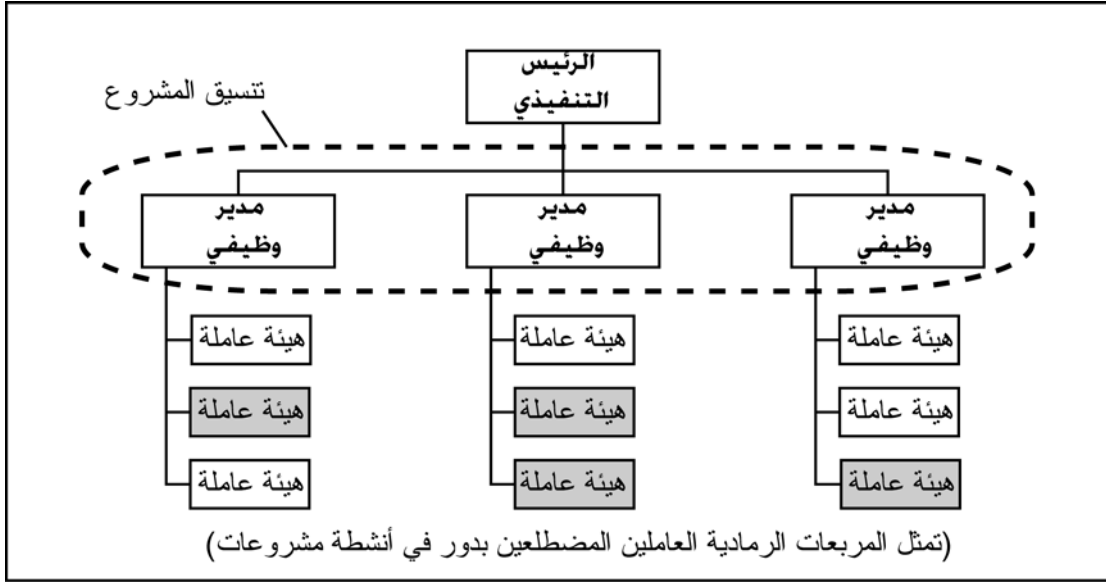 الرئيس
التنفيذي
تنسيق المشروع
مدير
وظيفي
مدير
وظيفي
مدير
وظيفي
هيئة عاملة
هيئة عاملة
هيئة عاملة
هيئة عاملة
هيئة عاملة
هيئة عاملة
هيئة عاملة
هيئة عاملة
هيئة عاملة
(تمثل المربعات الرمادية العاملين المضطلعين بدور في أنشطة مشروعات)